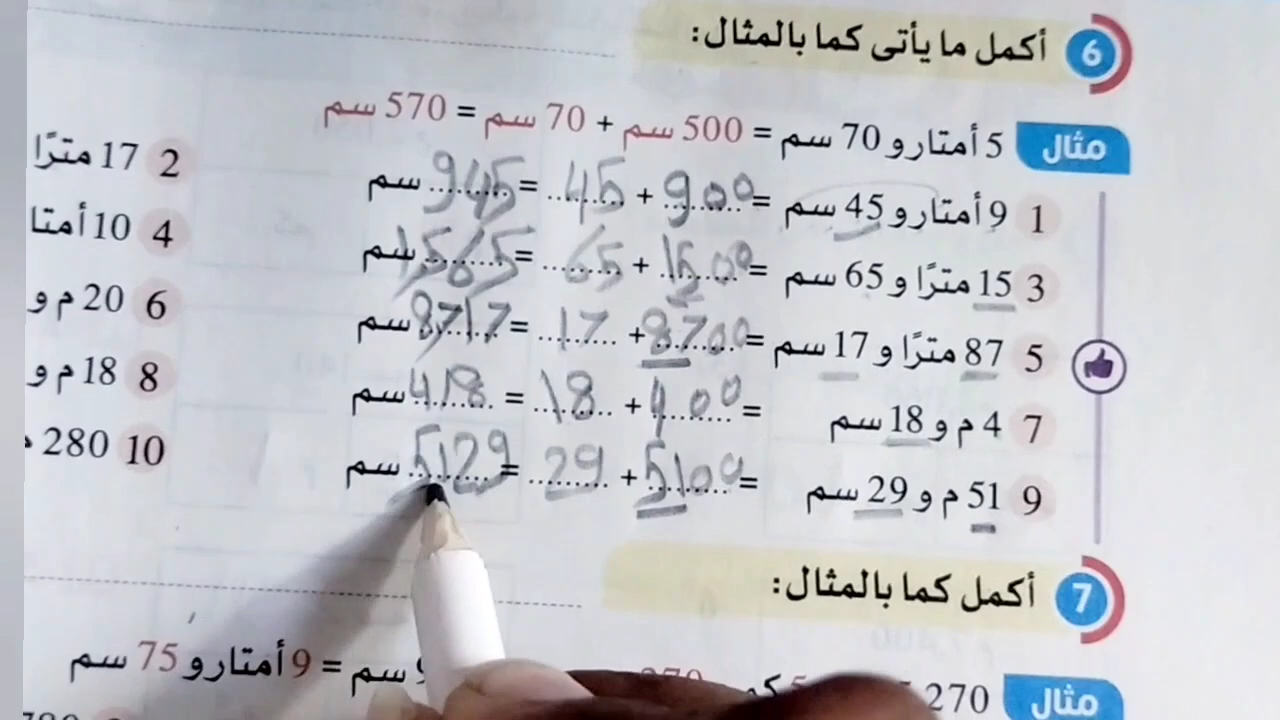 6 أكمل ما يأتى كما بالمثال:
مثال 5 أمتار و 70 سم = 500 سم + 70 سم = 570 سم
1 9 أمتار و 45 سم = 900 + 45 = 945 سم
2 17 مترًا
3 15 مترًا و 65 سم = 1500 + 65 = 1565 سم
4 10 أمتا
5 87 مترًا و 17 سم = 8700 + 17 = 8717 سم
6 20 م و
7 4 م و 18 سم = 400 + 18 = 418 سم
8 18 م و
9 51 م و 29 سم = 5100 + 29 = 5129 سم
10 280
7 أكمل كما بالمثال:
مثال 270
سم = 9 أمتار و 75 سم